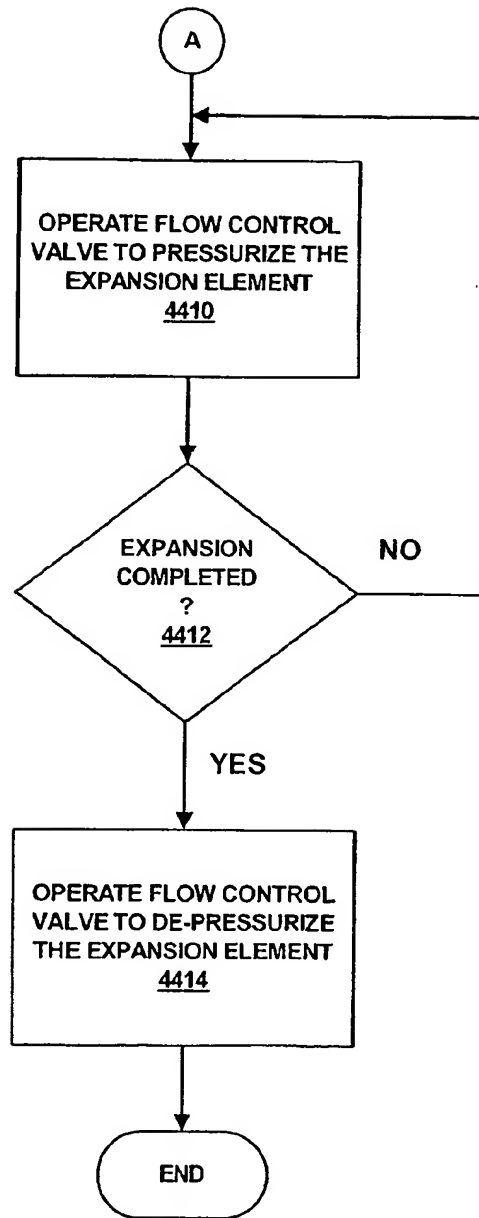 A
OPERATE FLOW CONTROL
VALVE TO PRESSURIZE THE
EXPANSION ELEMENT
4410
EXPANSION
COMPLETED
?
4412
NO
YES
OPERATE FLOW CONTROL
VALVE TO DE-PRESSURIZE
THE EXPANSION ELEMENT
4414
END